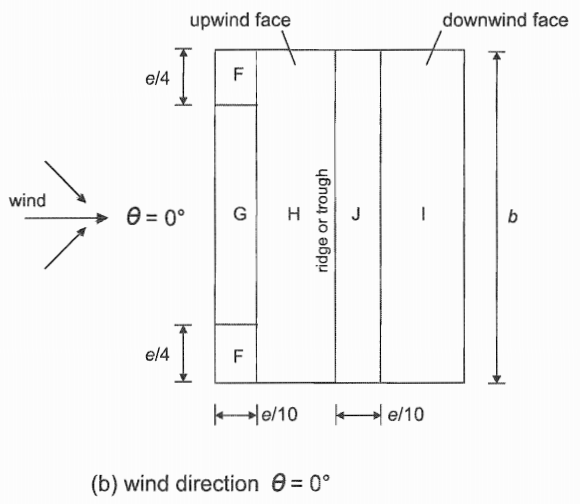 upwind face
downwind face
e/4
F
wind
θ = 0°
G
H
ridge or trough
J
I
b
e/4
F
e/10
e/10
(b) wind direction θ = 0°